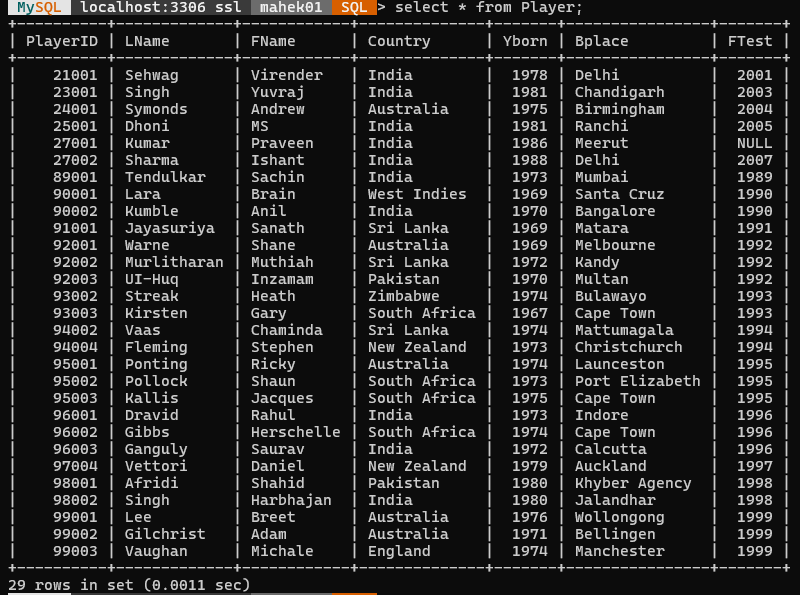 MySQL localhost:3306 ssl mahek01 SQL > select * from Player;
+----------+-------------+------------+--------------+-------+----------------+-------+
| PlayerID | LName       | FName      | Country      | Yborn | Bplace         | FTest |
+----------+-------------+------------+--------------+-------+----------------+-------+
|    21001 | Sehwag      | Virender   | India        |  1978 | Delhi          |  2001 |
|    23001 | Singh       | Yuvraj     | India        |  1981 | Chandigarh     |  2003 |
|    24001 | Symonds     | Andrew     | Australia    |  1975 | Birmingham     |  2004 |
|    25001 | Dhoni       | MS         | India        |  1981 | Ranchi         |  2005 |
|    27001 | Kumar       | Praveen    | India        |  1986 | Meerut         |  NULL |
|    27002 | Sharma      | Ishant     | India        |  1988 | Delhi          |  2007 |
|    89001 | Tendulkar   | Sachin     | India        |  1973 | Mumbai         |  1989 |
|    90001 | Lara        | Brain      | West Indies  |  1969 | Santa Cruz     |  1990 |
|    90002 | Kumble      | Anil       | India        |  1970 | Bangalore      |  1990 |
|    91001 | Jayasuriya  | Sanath     | Sri Lanka    |  1969 | Matara         |  1991 |
|    92001 | Warne       | Shane      | Australia    |  1969 | Melbourne      |  1992 |
|    92002 | Murlitharan | Muthiah    | Sri Lanka    |  1972 | Kandy          |  1992 |
|    92003 | UI-Huq      | Inzamam    | Pakistan     |  1970 | Multan         |  1992 |
|    93002 | Streak      | Heath      | Zimbabwe     |  1974 | Bulawayo       |  1993 |
|    93003 | Kirsten     | Gary       | South Africa |  1967 | Cape Town      |  1993 |
|    94002 | Vaas        | Chaminda   | Sri Lanka    |  1974 | Mattumagala    |  1994 |
|    94004 | Fleming     | Stephen    | New Zealand  |  1973 | Christchurch   |  1994 |
|    95001 | Ponting     | Ricky      | Australia    |  1974 | Launceston     |  1995 |
|    95002 | Pollock     | Shaun      | South Africa |  1973 | Port Elizabeth |  1995 |
|    95003 | Kallis      | Jacques    | South Africa |  1975 | Cape Town      |  1995 |
|    96001 | Dravid      | Rahul      | India        |  1973 | Indore         |  1996 |
|    96002 | Gibbs       | Herschelle | South Africa |  1974 | Cape Town      |  1996 |
|    96003 | Ganguly     | Saurav     | India        |  1972 | Calcutta       |  1996 |
|    97004 | Vettori     | Daniel     | New Zealand  |  1979 | Auckland       |  1997 |
|    98001 | Afridi      | Shahid     | Pakistan     |  1980 | Khyber Agency  |  1998 |
|    98002 | Singh       | Harbhajan  | India        |  1980 | Jalandhar      |  1998 |
|    99001 | Lee         | Breet      | Australia    |  1976 | Wollongong     |  1999 |
|    99002 | Gilchrist   | Adam       | Australia    |  1971 | Bellingen      |  1999 |
|    99003 | Vaughan     | Michale    | England      |  1974 | Manchester     |  1999 |
+----------+-------------+------------+--------------+-------+----------------+-------+
29 rows in set (0.0011 sec)